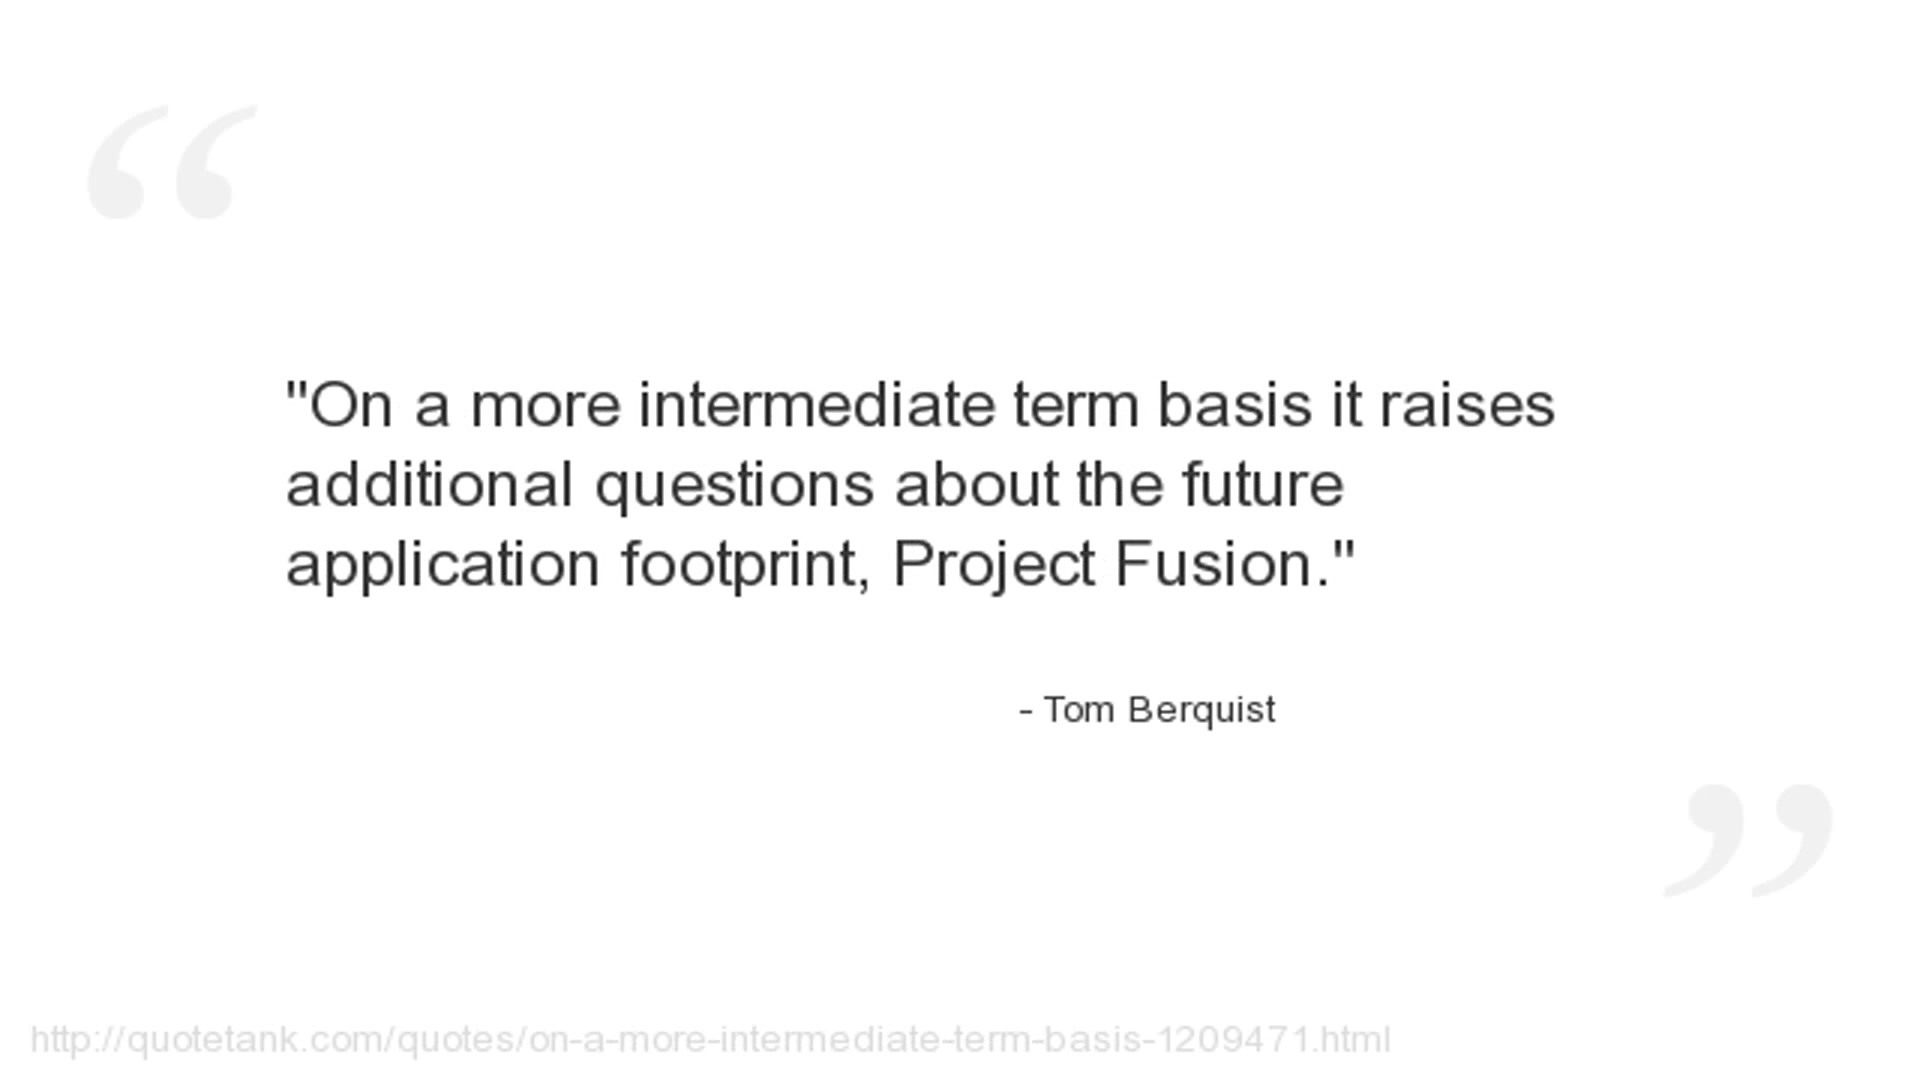 "On a more intermediate term basis it raises
additional questions about the future
application footprint, Project Fusion."
- Tom Berquist
http://quotetank.com/quotes/on-a-more-intermediate-term-basis-1209471.html